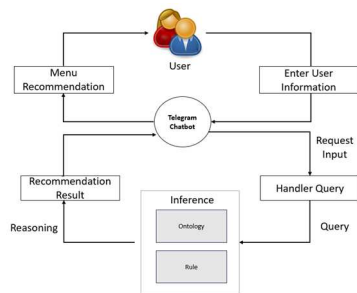 User
Menu
Recommendation
Enter User
Information
Telegram
Chatbot
Request
Input
Recommendation
Result
Handler Query
Inference
Ontology
Rule
Reasoning
Query